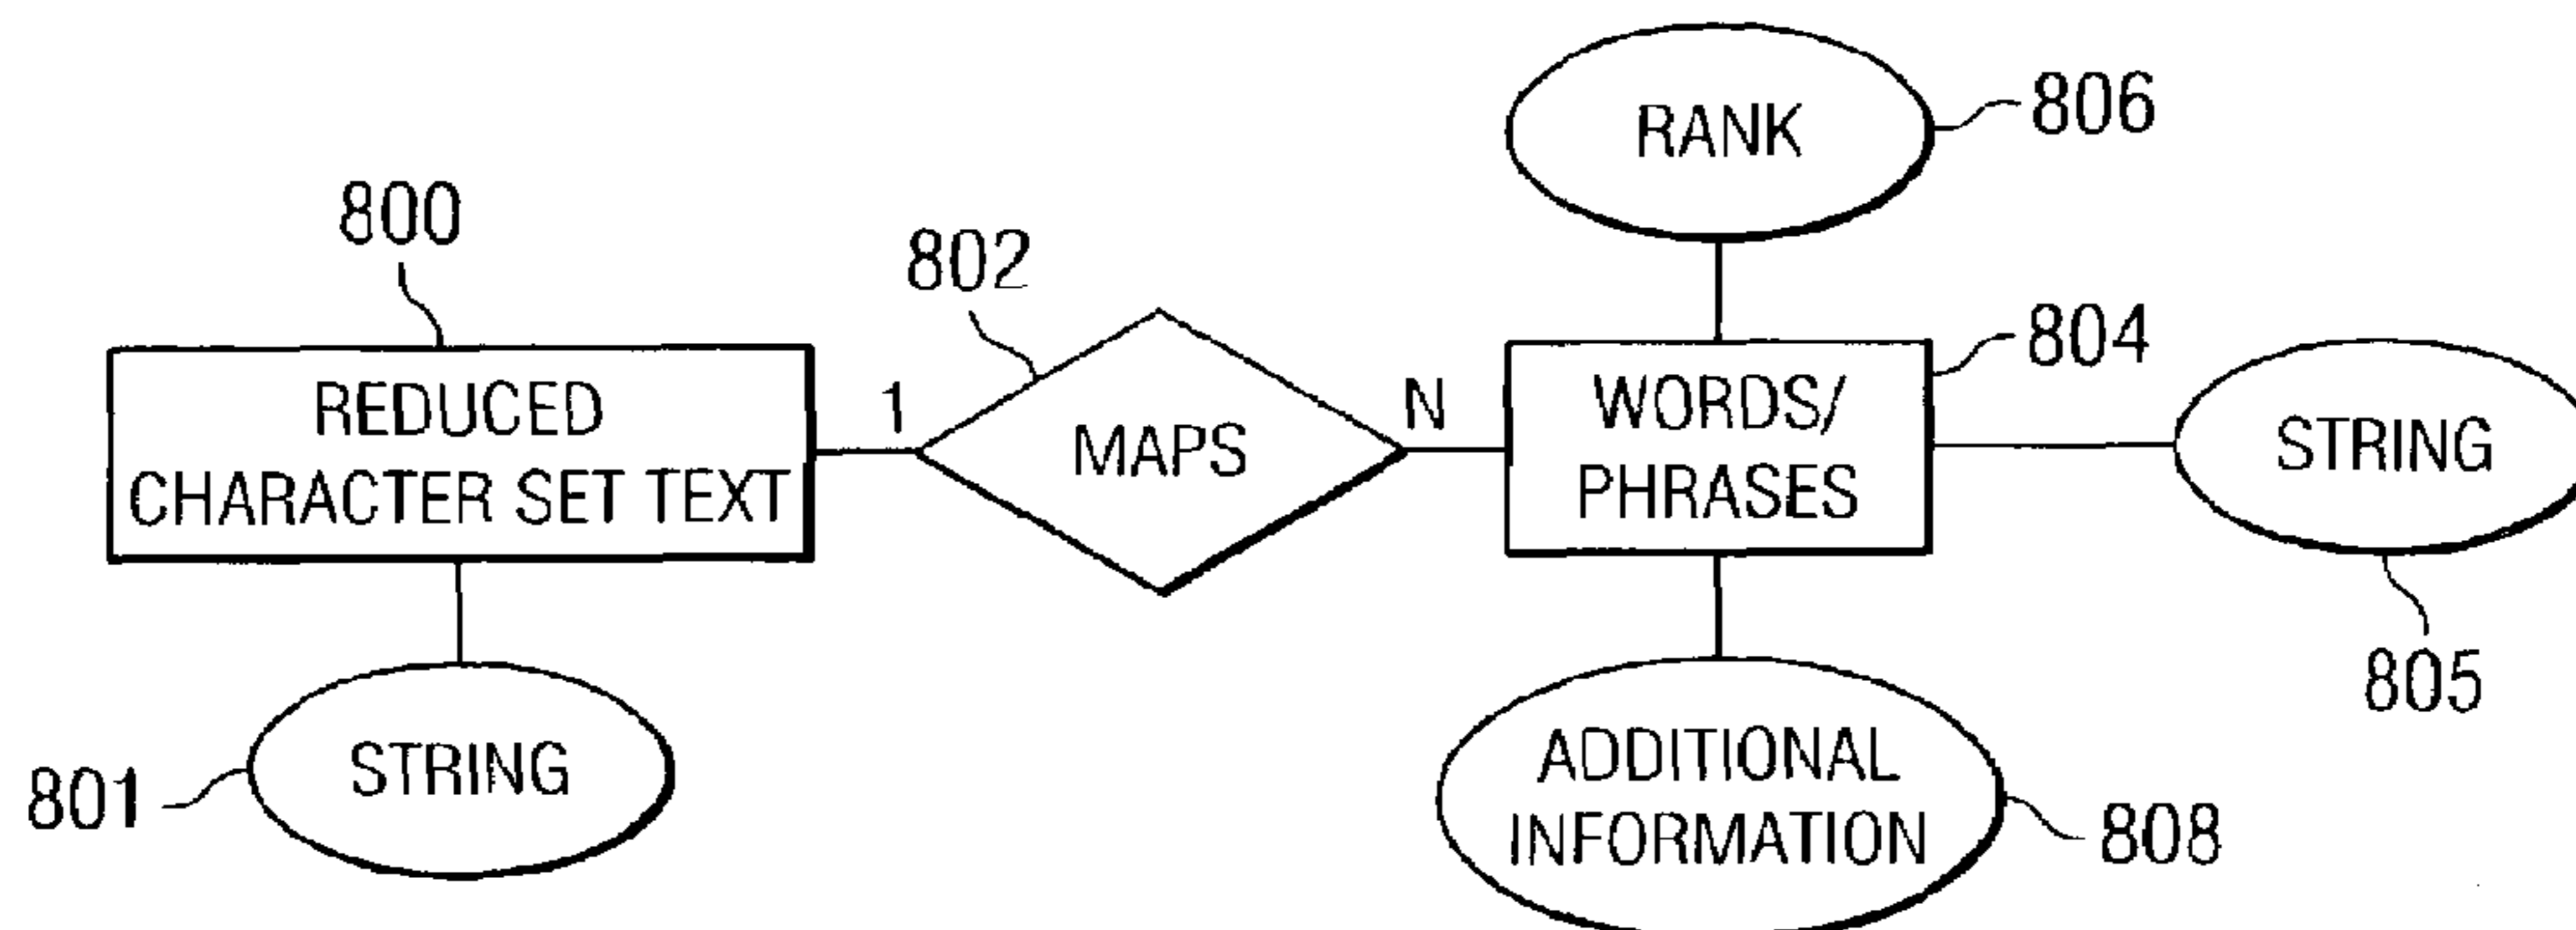 RANK
806
800
802
804
REDUCED
CHARACTER SET TEXT
1
MAPS
N
WORDS/
PHRASES
STRING
805
801
STRING
ADDITIONAL
INFORMATION
808